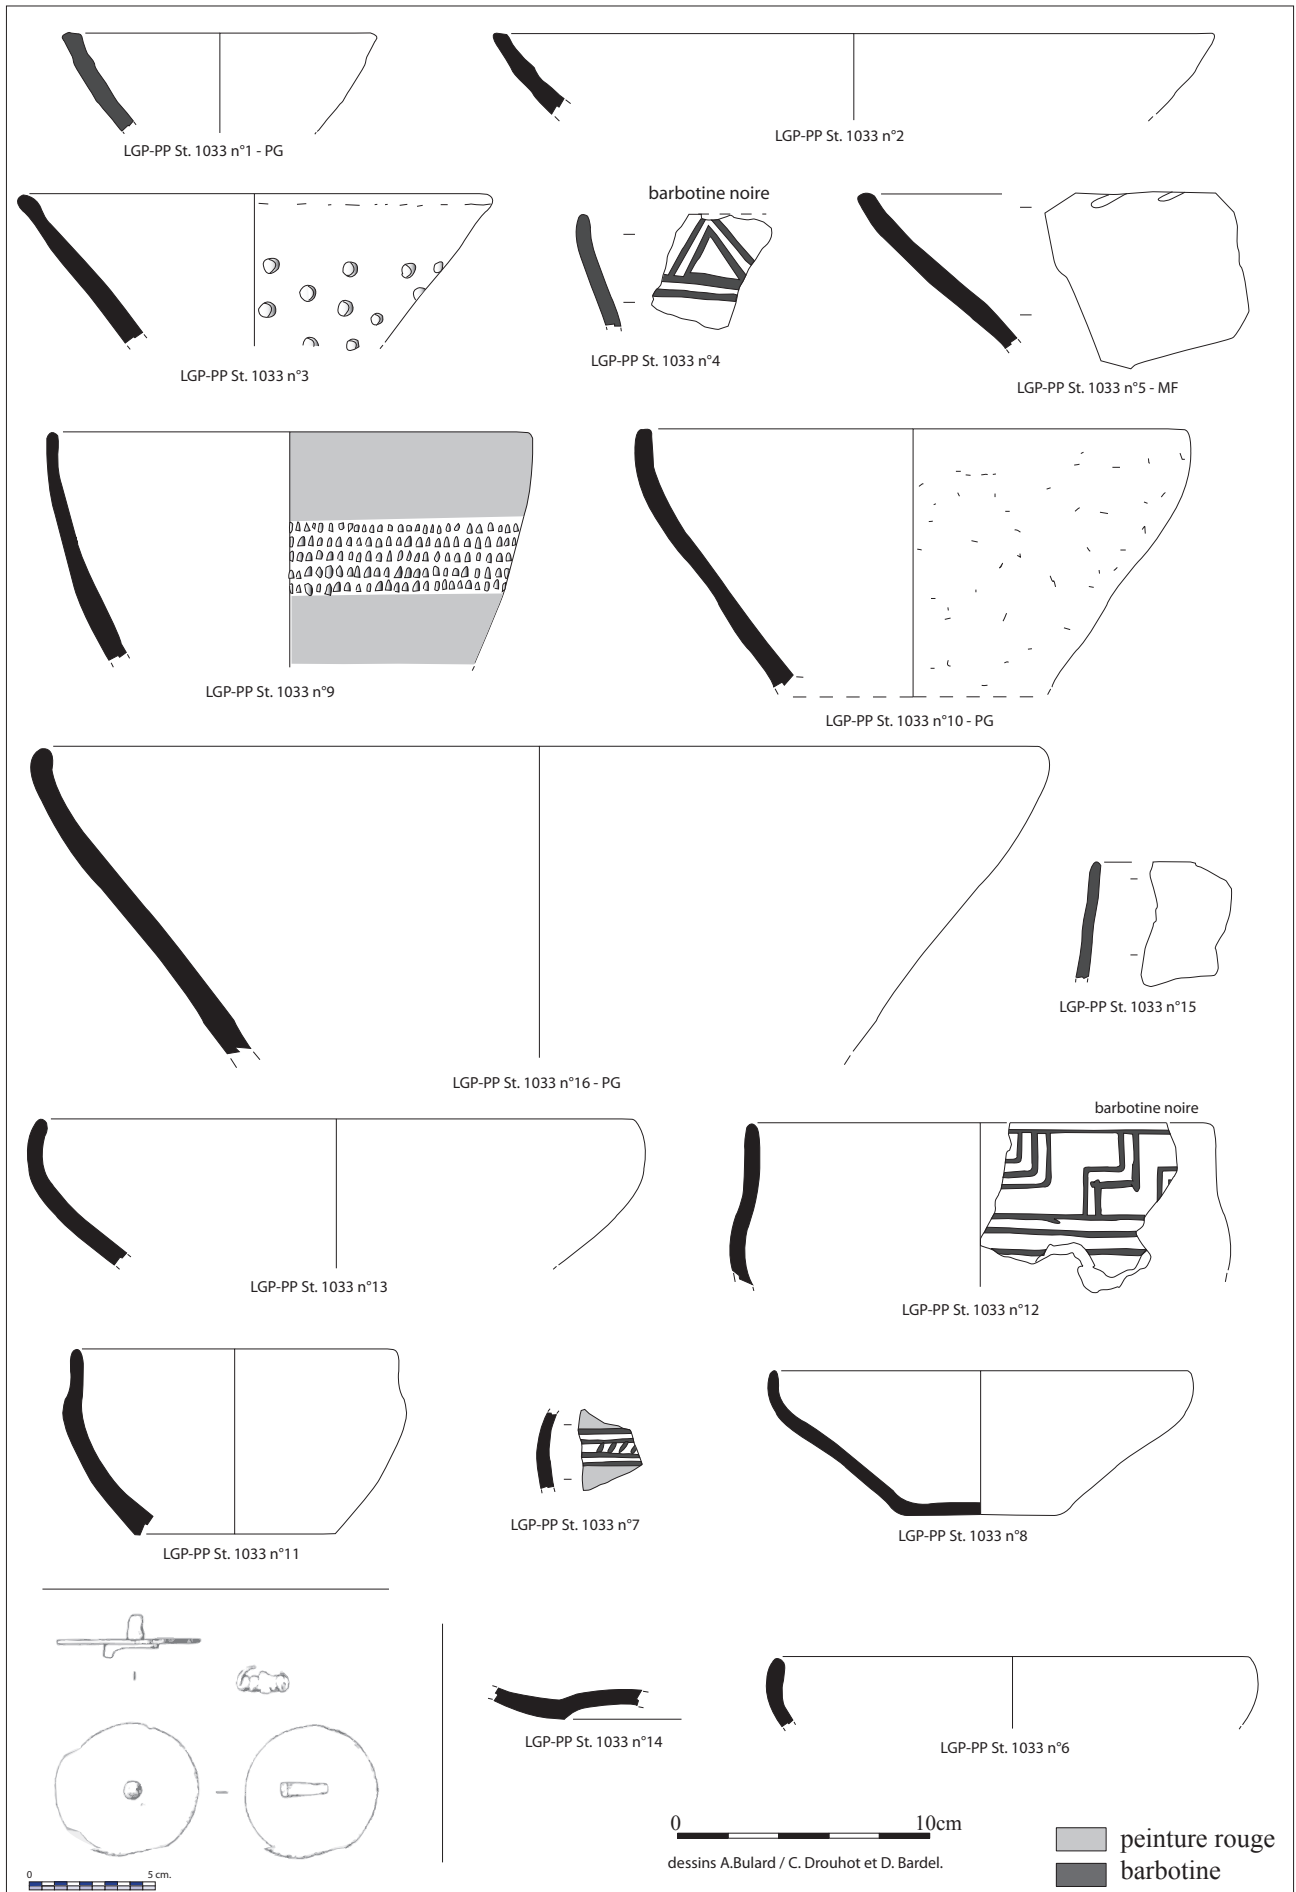 LGP-PP St. 1033 n°1 - PG
LGP-PP St. 1033 n°2
LGP-PP St. 1033 n°3
barbotine noire
LGP-PP St. 1033 n°4
LGP-PP St. 1033 n°5 - MF
LGP-PP St. 1033 n°9
LGP-PP St. 1033 n°10 - PG
LGP-PP St. 1033 n°16 - PG
LGP-PP St. 1033 n°15
LGP-PP St. 1033 n°13
barbotine noire
LGP-PP St. 1033 n°12
LGP-PP St. 1033 n°11
LGP-PP St. 1033 n°7
LGP-PP St. 1033 n°8
LGP-PP St. 1033 n°14
LGP-PP St. 1033 n°6
0 5 cm.
0 10cm
dessins A.Bulard / C. Drouhot et D. Bardel.
peinture rouge
barbotine